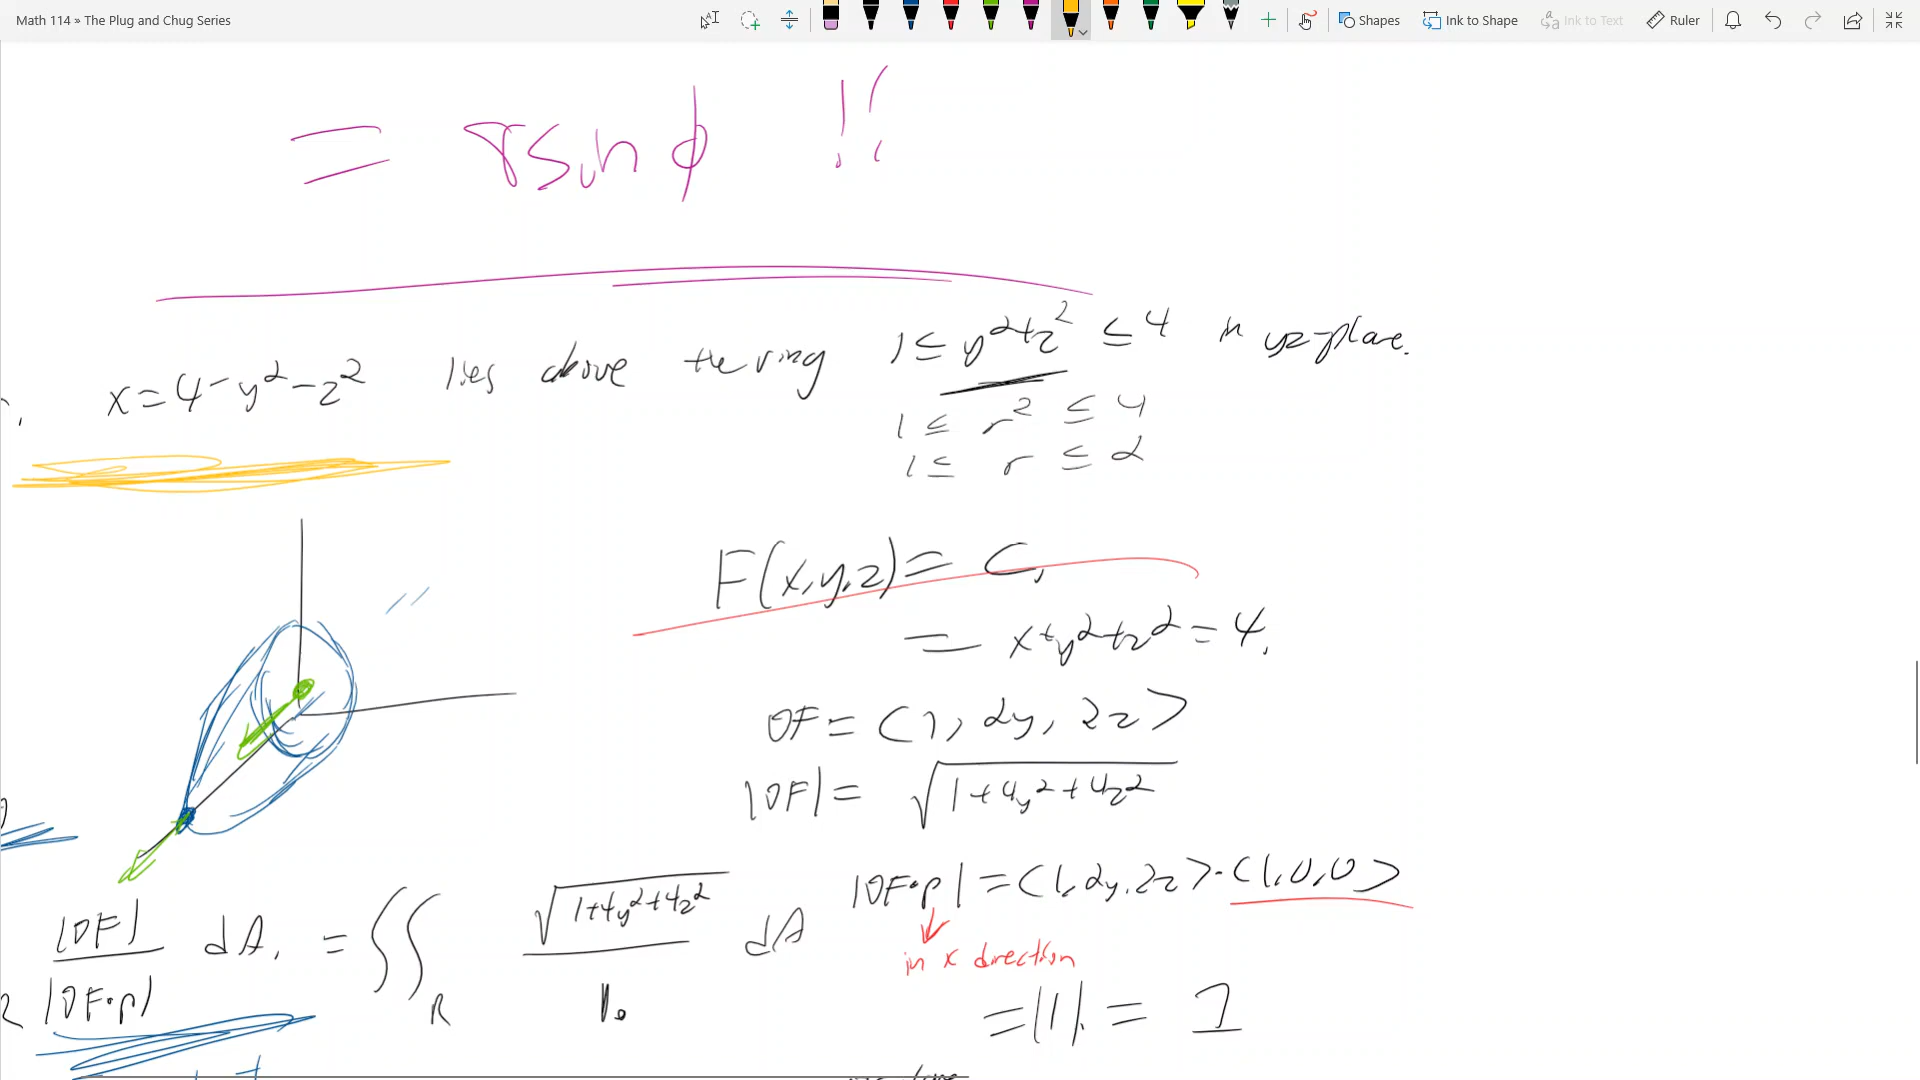 Math 114 » The Plug and Chug Series
Shapes
Ink to Shape
Ink to Text
Ruler
= r sin φ !!
x = 4 - y² - z² lies above the ring 1 ≤ y² + z² ≤ 4 in yz-plane.
1 ≤ r² ≤ 4
1 ≤ r ≤ 2
F(x,y,z) = C,
= x + y² + z² = 4,
∇F = <1, 2y, 2z>
|∇F| = √(1 + 4y² + 4z²)
|∇F·p| = <1, 2y, 2z> · <1, 0, 0>
in x direction
= |1| = 1
|∇F| / |∇F·p| dA, = ∬_R √(1 + 4y² + 4z²) / 1 dA